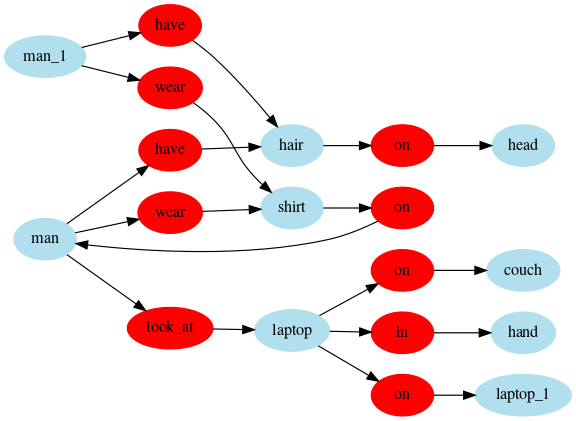 have
man_1
wear
have
hair
on
head
wear
shirt
on
man
on
couch
look_at
laptop
in
hand
on
laptop_1